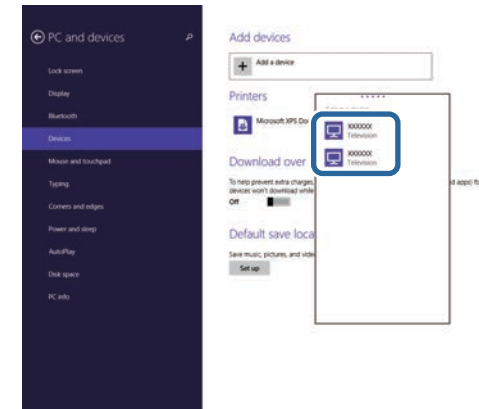 PC and devices
Lock screen
Display
Bluetooth
Devices
Mouse and touchpad
Typing
Corners and edges
Power and sleep
AutoPlay
Disk space
PC info
Add devices
Add a device
Printers
Microsoft XPS Do
Download over
To help prevent extra charges,
d apps) fo
devices won't download while
Off
Default save loca
Save music, pictures, and vide
Set up
XXXXXX
Television
XXXXXX
Television